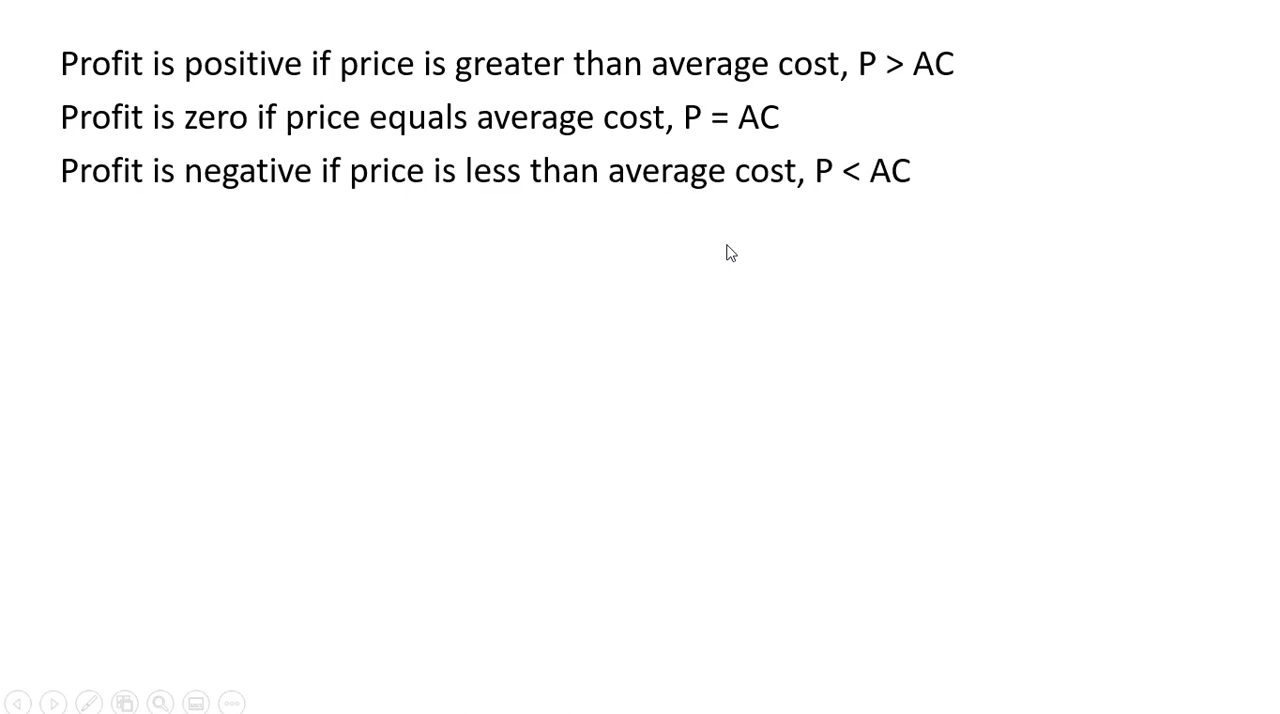 Profit is positive if price is greater than average cost, P > AC
Profit is zero if price equals average cost, P = AC
Profit is negative if price is less than average cost, P < AC